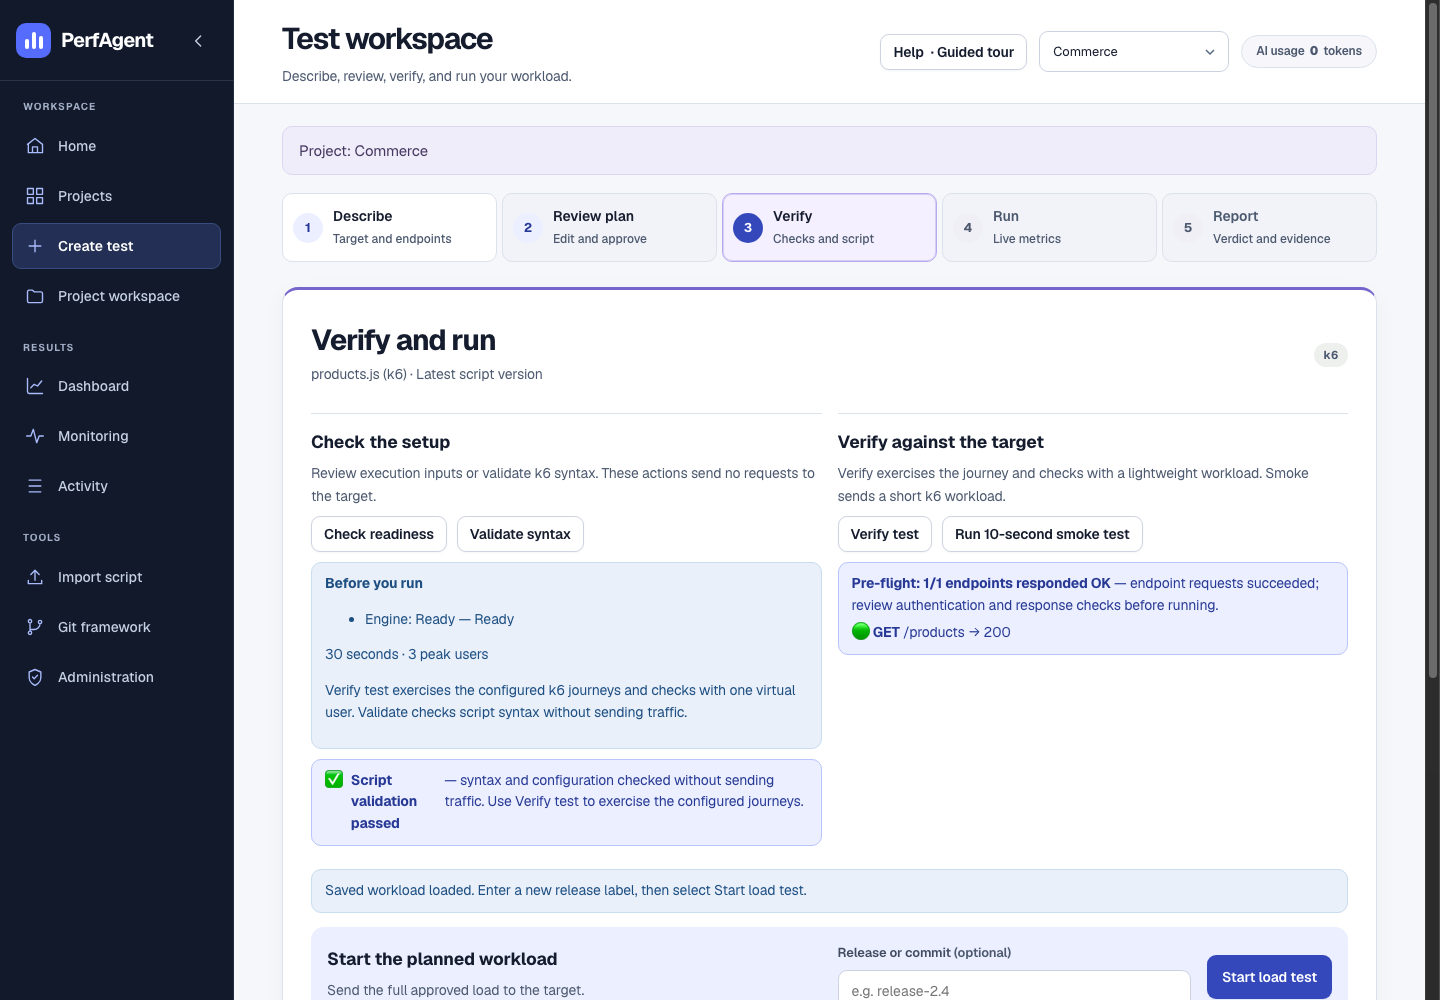 PerfAgent
WORKSPACE
Home
Projects
Create test
Project workspace
RESULTS
Dashboard
Monitoring
Activity
TOOLS
Import script
Git framework
Administration
Test workspace
Describe, review, verify, and run your workload.
Help · Guided tour
Commerce
AI usage 0 tokens
Project: Commerce
1 Describe
Target and endpoints
2 Review plan
Edit and approve
3 Verify
Checks and script
4 Run
Live metrics
5 Report
Verdict and evidence
Verify and run
products.js (k6) · Latest script version
k6
Check the setup
Review execution inputs or validate k6 syntax. These actions send no requests to
the target.
Check readiness
Validate syntax
Before you run
• Engine: Ready — Ready
30 seconds · 3 peak users
Verify test exercises the configured k6 journeys and checks with one virtual
user. Validate checks script syntax without sending traffic.
✅ Script
validation
passed
— syntax and configuration checked without sending
traffic. Use Verify test to exercise the configured journeys.
Verify against the target
Verify exercises the journey and checks with a lightweight workload. Smoke
sends a short k6 workload.
Verify test
Run 10-second smoke test
Pre-flight: 1/1 endpoints responded OK — endpoint requests succeeded;
review authentication and response checks before running.
🟢 GET /products → 200
Saved workload loaded. Enter a new release label, then select Start load test.
Start the planned workload
Send the full approved load to the target.
Release or commit (optional)
e.g. release-2.4
Start load test